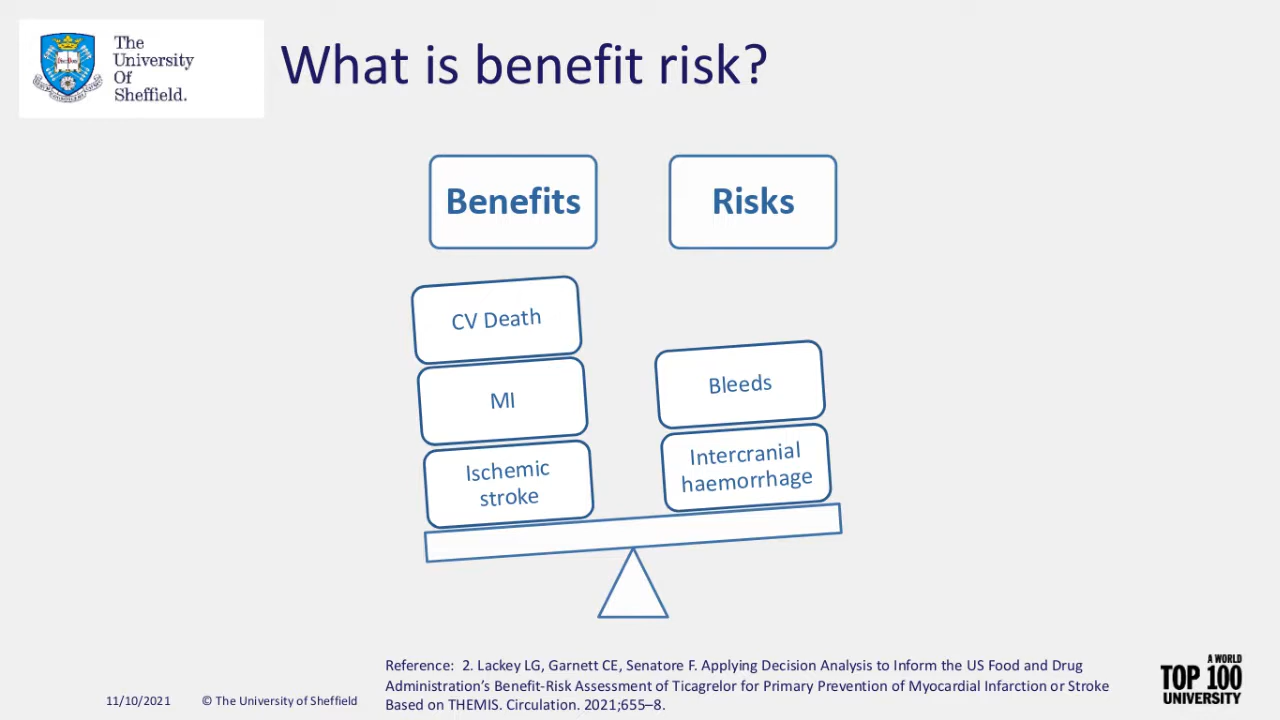 The
University
Of
Sheffield.
What is benefit risk?
Benefits
Risks
CV Death
MI
Ischemic
stroke
Bleeds
Intercranial
haemorrhage
Reference: 2. Lackey LG, Garnett CE, Senatore F. Applying Decision Analysis to Inform the US Food and Drug
Administration’s Benefit-Risk Assessment of Ticagrelor for Primary Prevention of Myocardial Infarction or Stroke
Based on THEMIS. Circulation. 2021;655–8.
11/10/2021
© The University of Sheffield
A WORLD
TOP 100
UNIVERSITY